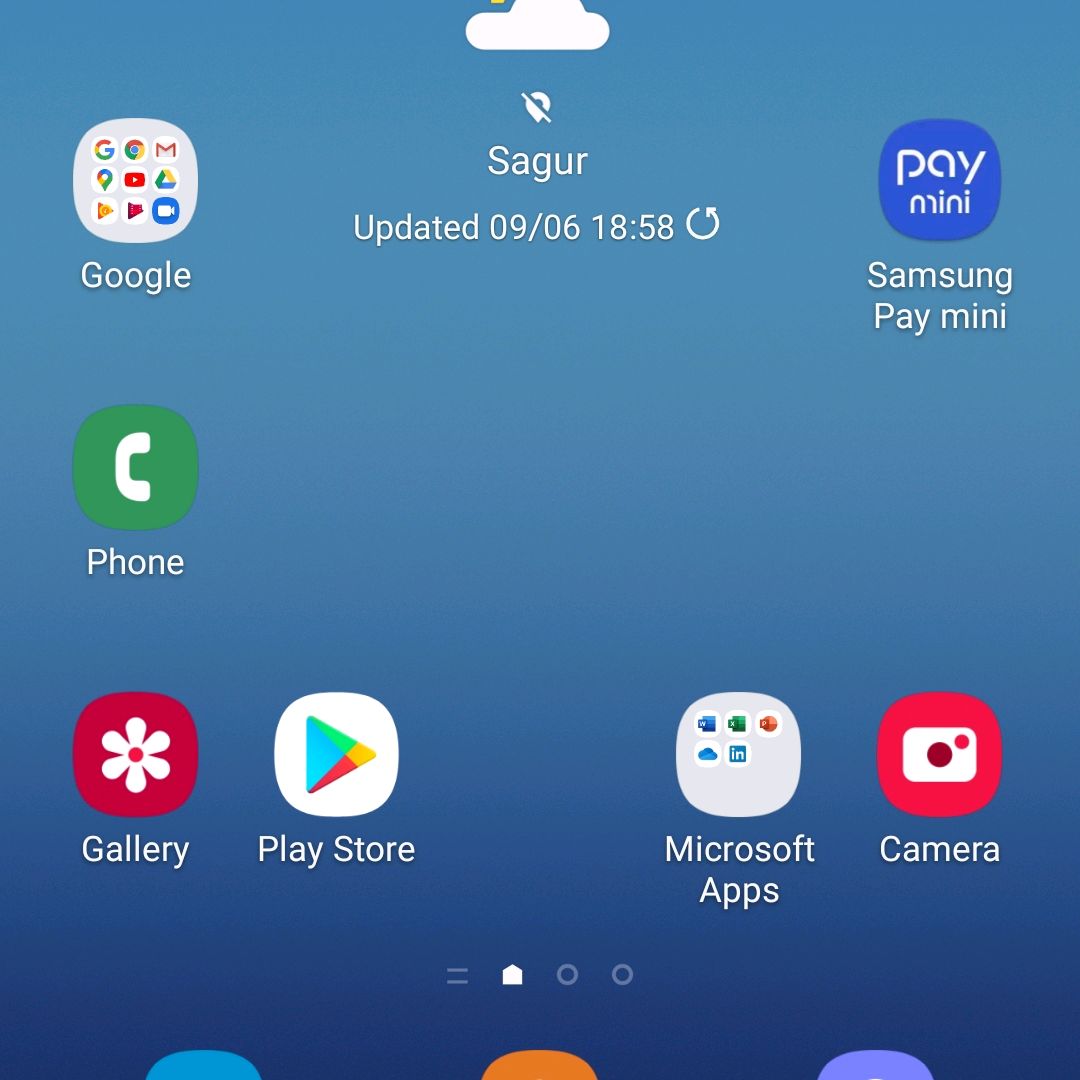 Sagur
Updated 09/06 18:58
pay
mini
Google
Samsung
Pay mini
Phone
Gallery
Play Store
Microsoft
Apps
Camera